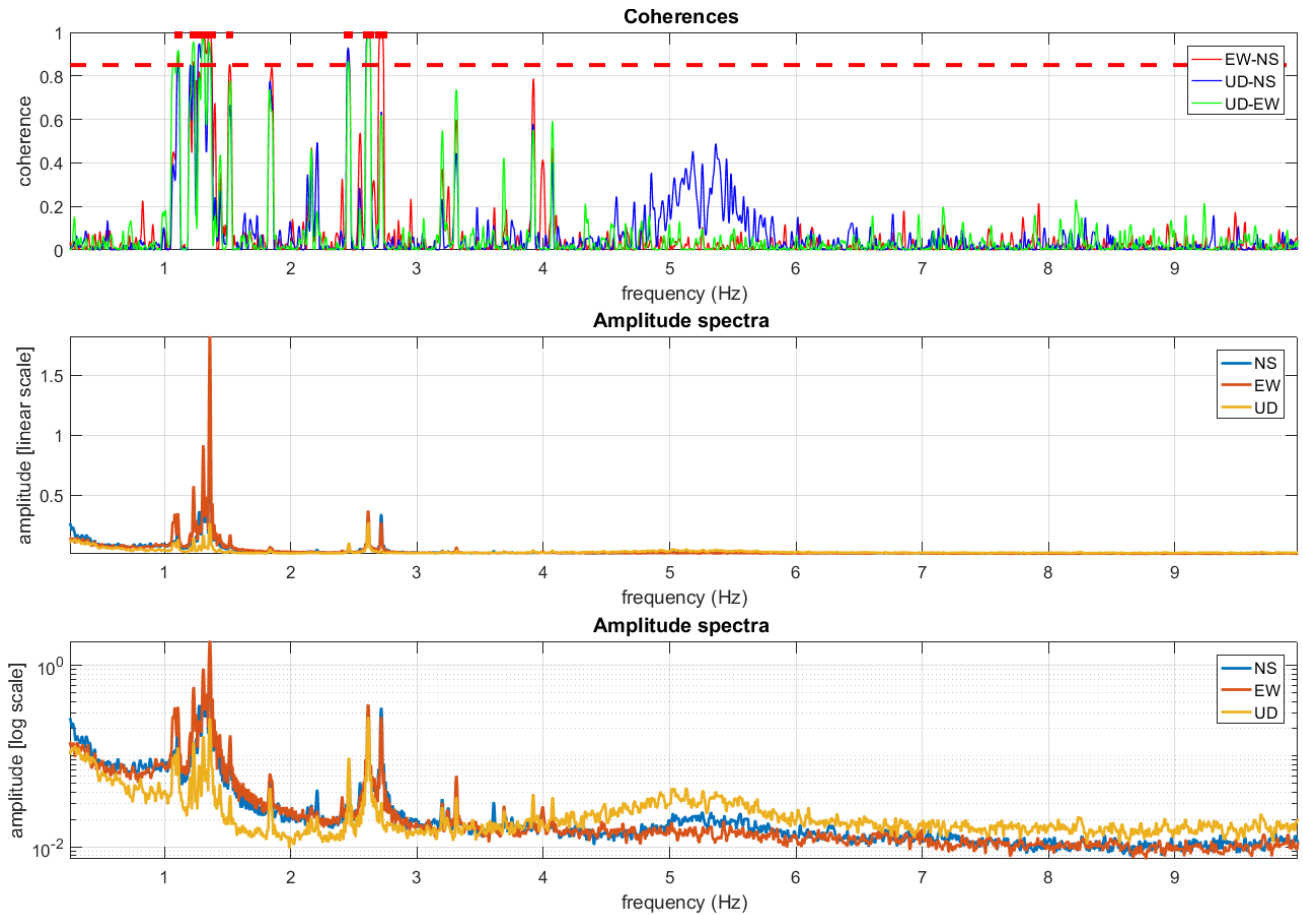 Coherences
coherence
1
0.8
0.6
0.4
0.2
0
EW-NS
UD-NS
UD-EW
1 2 3 4 5 6 7 8 9
frequency (Hz)
Amplitude spectra
amplitude [linear scale]
1.5
1
0.5
NS
EW
UD
1 2 3 4 5 6 7 8 9
frequency (Hz)
Amplitude spectra
amplitude [log scale]
10^0
10^-2
NS
EW
UD
1 2 3 4 5 6 7 8 9
frequency (Hz)